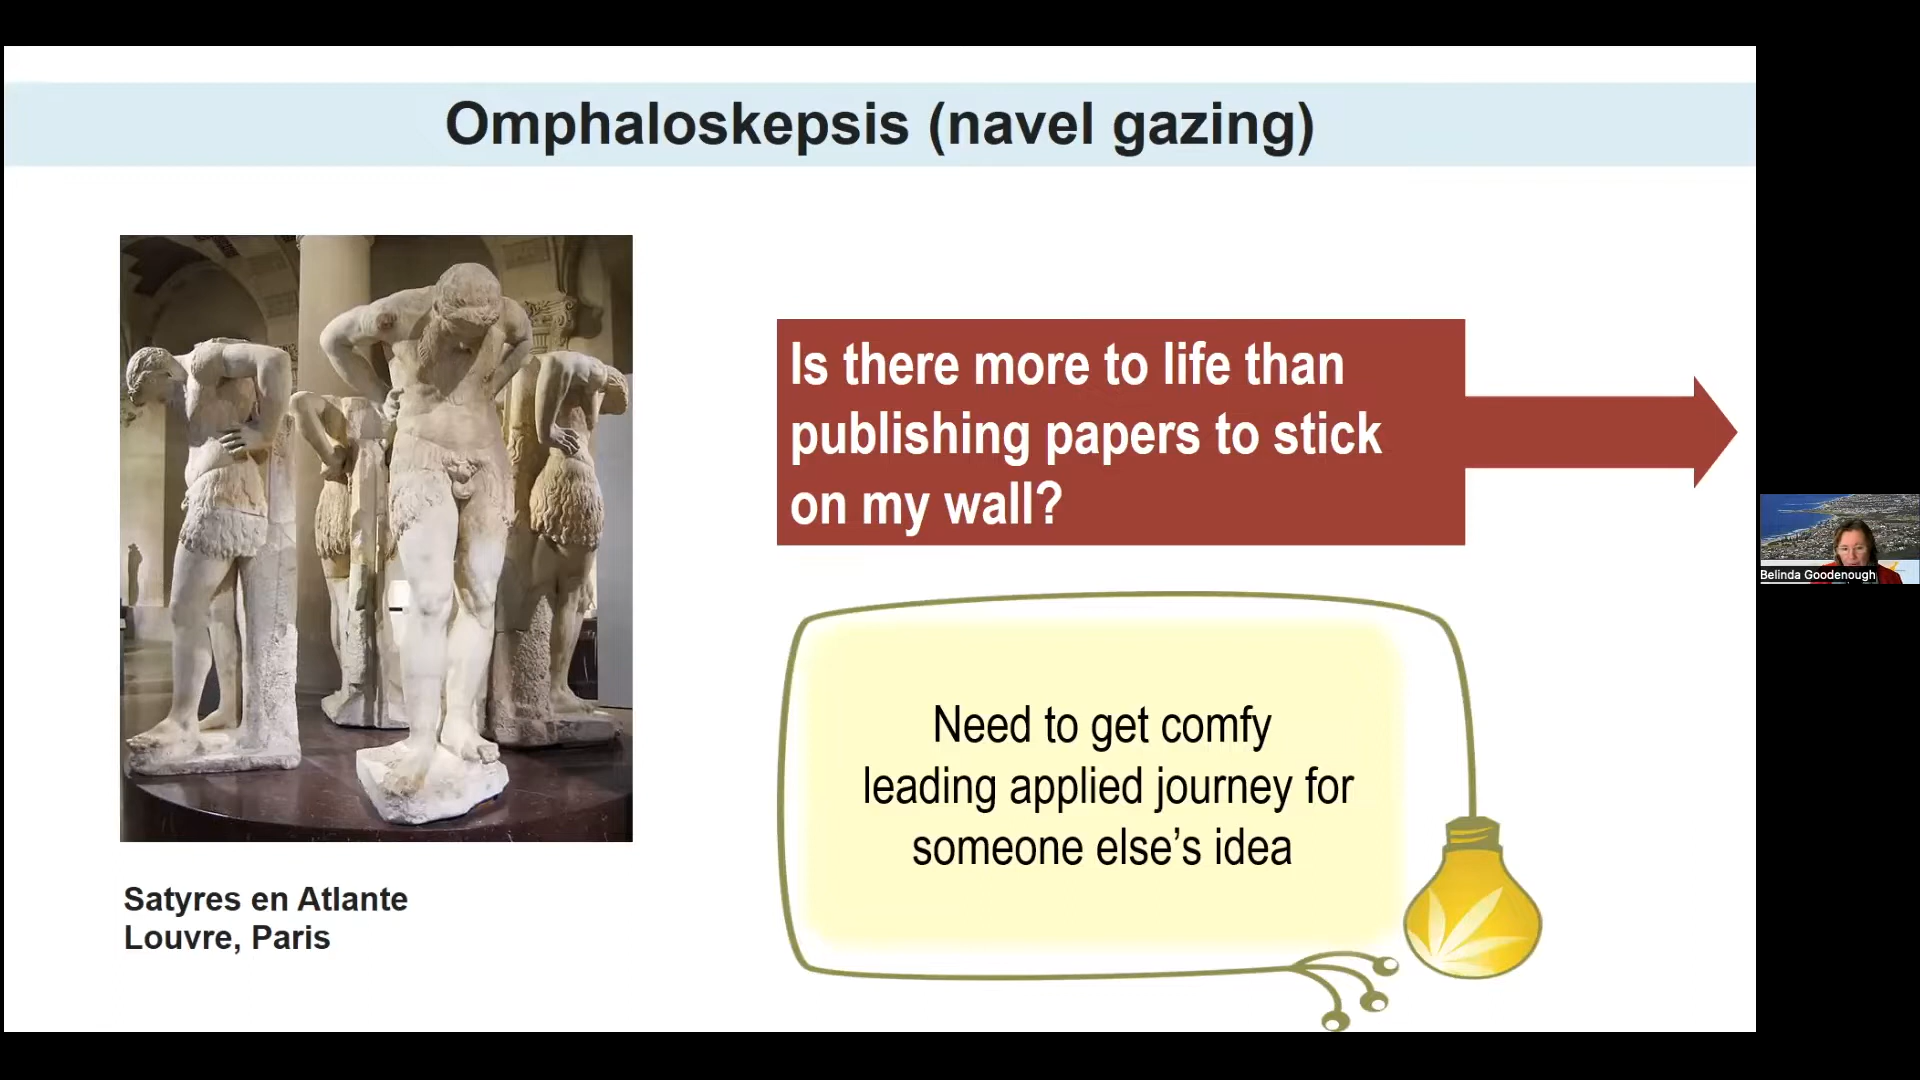 Omphaloskepsis (navel gazing)
Is there more to life than
publishing papers to stick
on my wall?
Need to get comfy
leading applied journey for
someone else’s idea
Satyres en Atlante
Louvre, Paris
Belinda Goodenough